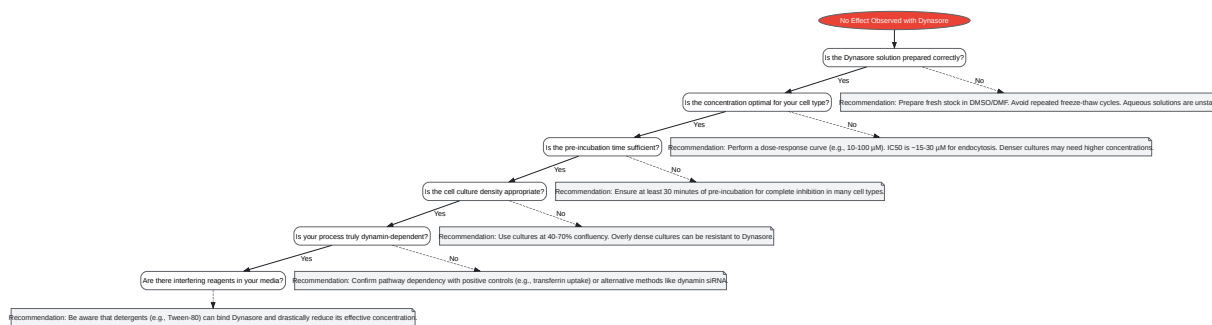 No Effect Observed with Dynasore
Is the Dynasore solution prepared correctly?
Yes
No
Is the concentration optimal for your cell type?
Recommendation: Prepare fresh stock in DMSO/DMF. Avoid repeated freeze-thaw cycles. Aqueous solutions are unsta
Yes
No
Is the pre-incubation time sufficient?
Recommendation: Perform a dose-response curve (e.g., 10-100 µM). IC50 is ~15-30 µM for endocytosis. Denser cultures may need higher concentrations.
Yes
No
Is the cell culture density appropriate?
Recommendation: Ensure at least 30 minutes of pre-incubation for complete inhibition in many cell types.
Yes
No
Is your process truly dynamin-dependent?
Recommendation: Use cultures at 40-70% confluency. Overly dense cultures can be resistant to Dynasore.
Yes
No
Are there interfering reagents in your media?
Recommendation: Confirm pathway dependency with positive controls (e.g., transferrin uptake) or alternative methods like dynamin siRNA.
Recommendation: Be aware that detergents (e.g., Tween-80) can bind Dynasore and drastically reduce its effective concentration.